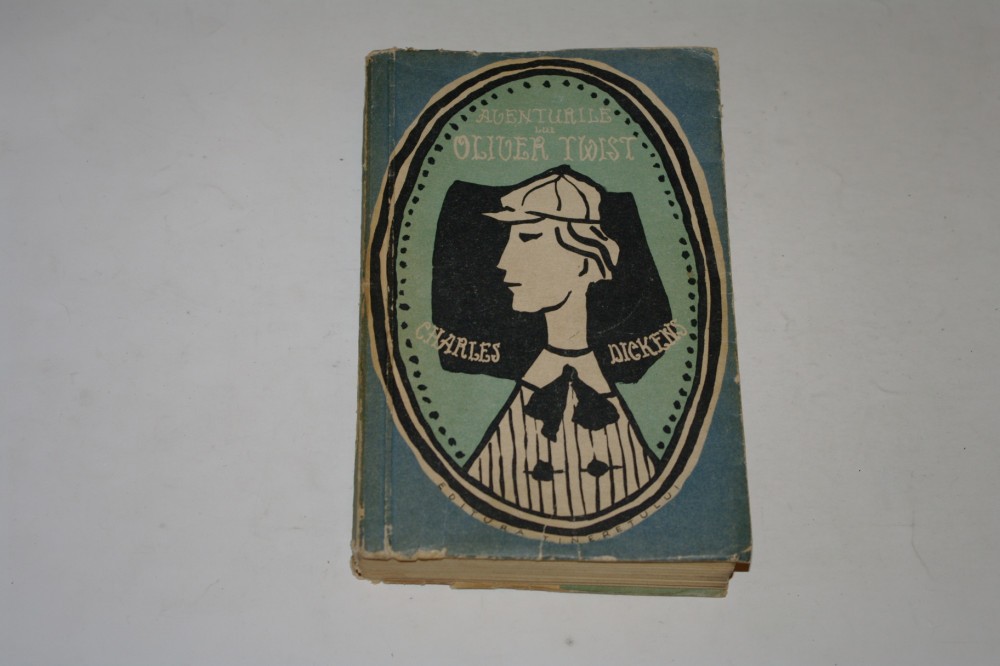 AVENTURILE
LUI
OLIVER TWIST
CHARLES DICKENS
EDITURA TINERETULUI